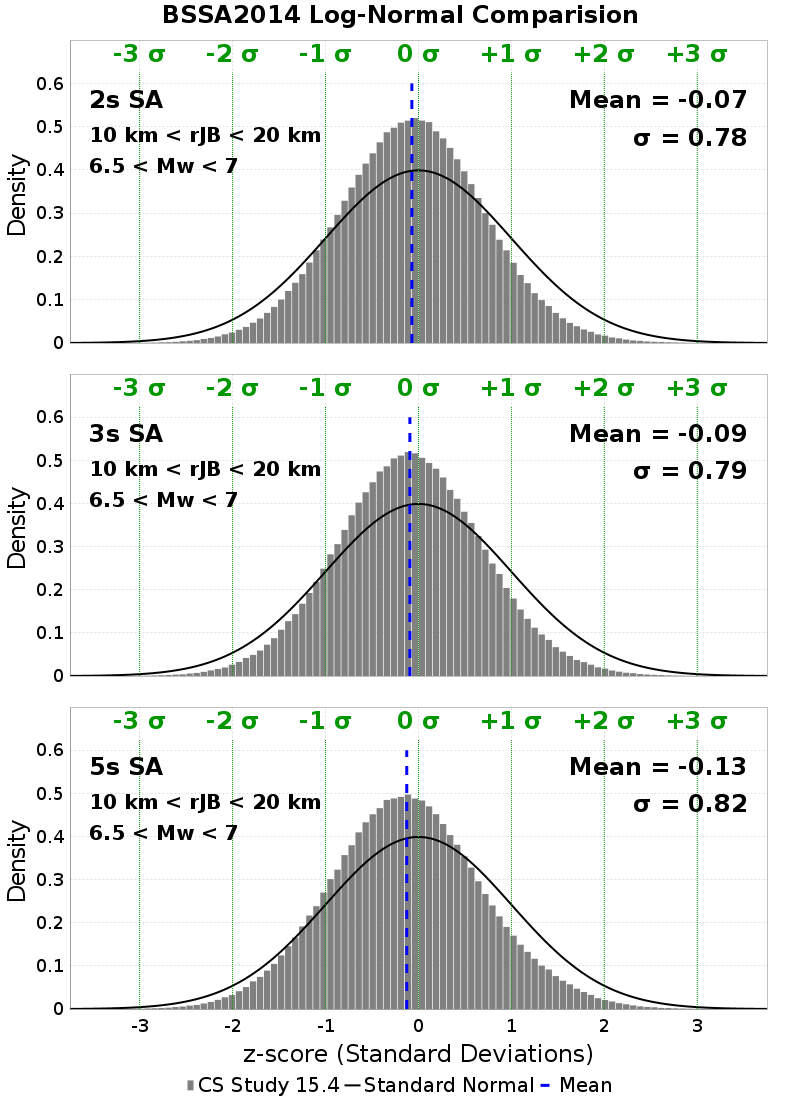 BSSA2014 Log-Normal Comparision
-3 σ -2 σ -1 σ 0 σ +1 σ +2 σ +3 σ
0.6
2s SA Mean = -0.07
0.5
10 km < rJB < 20 km σ = 0.78
6.5 < Mw < 7
0.4
Density
0.3
0.2
0.1
0
-3 σ -2 σ -1 σ 0 σ +1 σ +2 σ +3 σ
0.6
3s SA Mean = -0.09
0.5
10 km < rJB < 20 km σ = 0.79
6.5 < Mw < 7
0.4
Density
0.3
0.2
0.1
0
-3 σ -2 σ -1 σ 0 σ +1 σ +2 σ +3 σ
0.6
5s SA Mean = -0.13
0.5
10 km < rJB < 20 km σ = 0.82
6.5 < Mw < 7
0.4
Density
0.3
0.2
0.1
0
-3 -2 -1 0 1 2 3
z-score (Standard Deviations)
CS Study 15.4 Standard Normal Mean